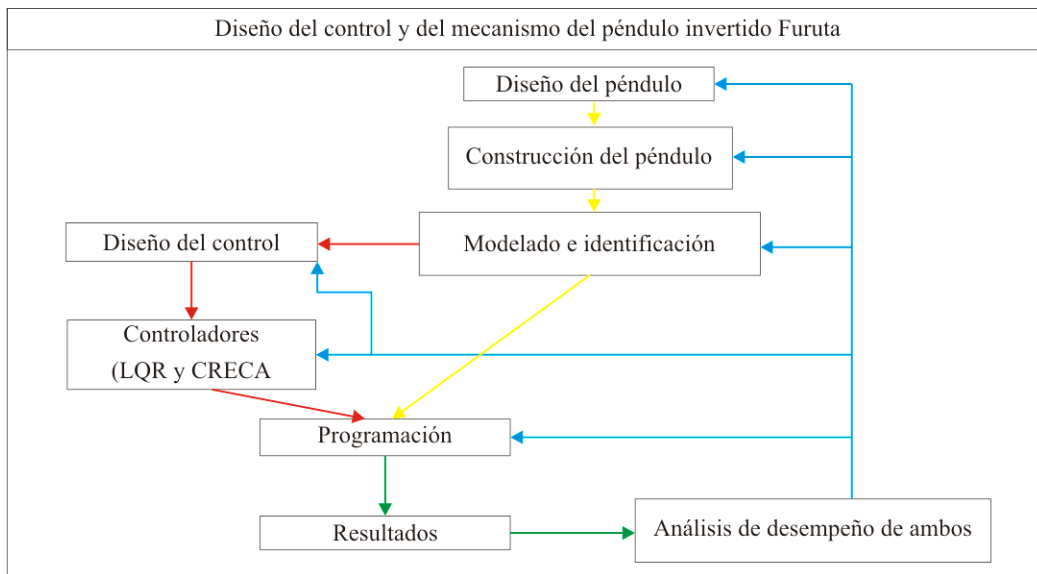 Diseño del control y del mecanismo del péndulo invertido Furuta
Diseño del péndulo
Construcción del péndulo
Modelado e identificación
Diseño del control
Controladores
(LQR y CRECA
Programación
Resultados
Análisis de desempeño de ambos